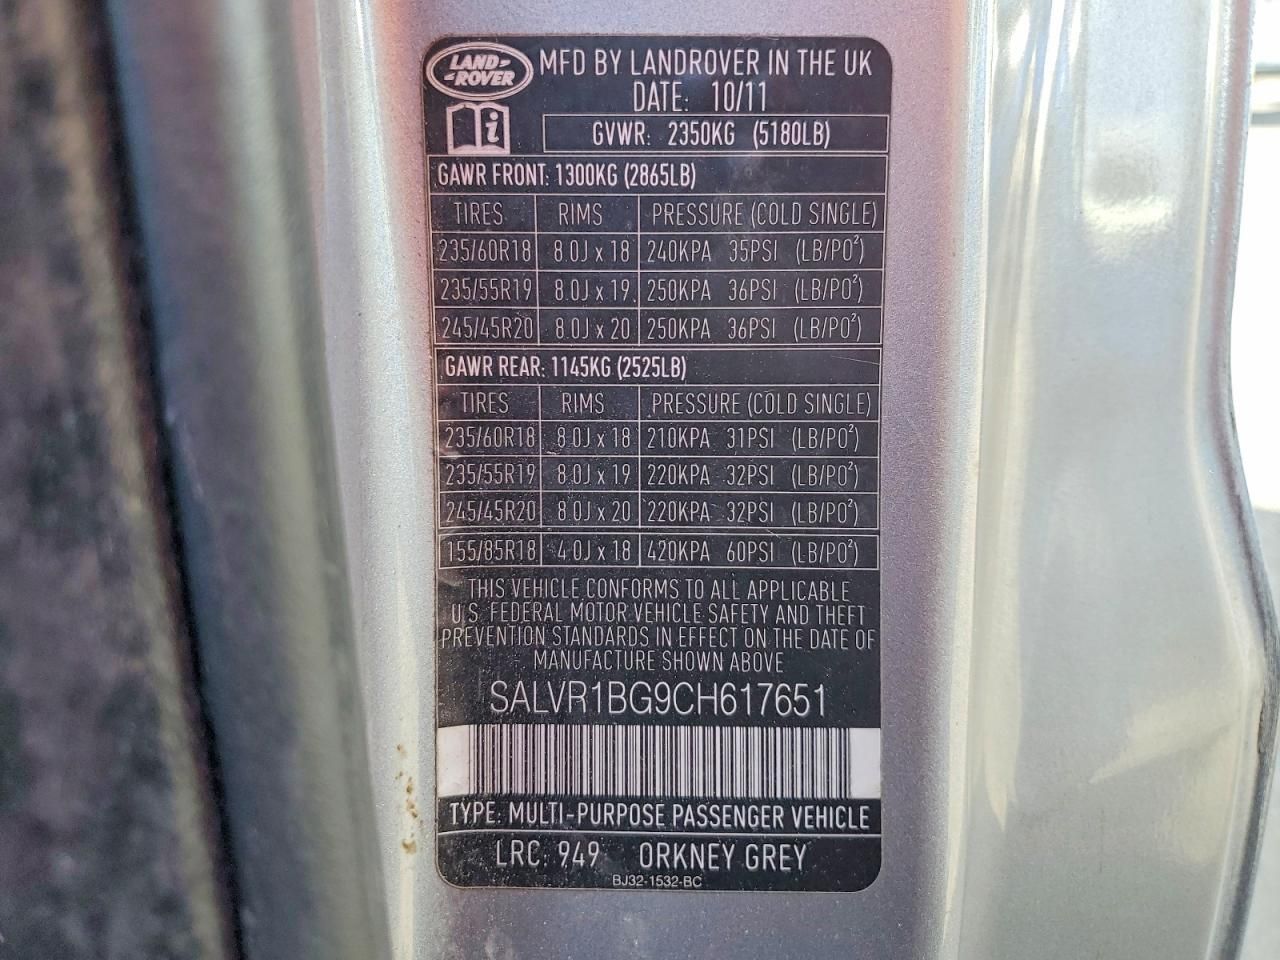 LAND-
-ROVER
MFD BY LANDROVER IN THE UK
DATE: 10/11
i
GVWR: 2350KG (5180LB)
GAWR FRONT: 1300KG (2865LB)
TIRES RIMS PRESSURE (COLD SINGLE)
235/60R18 8.0J x 18 240KPA 35PSI (LB/PO²)
235/55R19 8.0J x 19 250KPA 36PSI (LB/PO²)
245/45R20 8.0J x 20 250KPA 36PSI (LB/PO²)
GAWR REAR: 1145KG (2525LB)
TIRES RIMS PRESSURE (COLD SINGLE)
235/60R18 8.0J x 18 210KPA 31PSI (LB/PO²)
235/55R19 8.0J x 19 220KPA 32PSI (LB/PO²)
245/45R20 8.0J x 20 220KPA 32PSI (LB/PO²)
155/85R18 4.0J x 18 420KPA 60PSI (LB/PO²)
THIS VEHICLE CONFORMS TO ALL APPLICABLE
U.S. FEDERAL MOTOR VEHICLE SAFETY AND THEFT
PREVENTION STANDARDS IN EFFECT ON THE DATE OF
MANUFACTURE SHOWN ABOVE
SALVR1BG9CH617651
TYPE: MULTI-PURPOSE PASSENGER VEHICLE
LRC: 949 ORKNEY GREY
BJ32-1532-BC